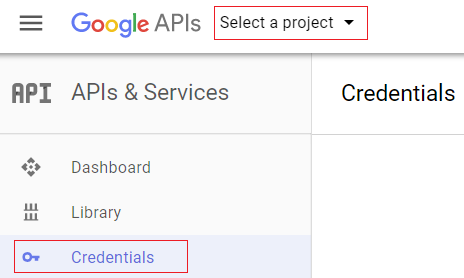 Google APIs Select a project
API APIs & Services
Credentials
Dashboard
Library
Credentials